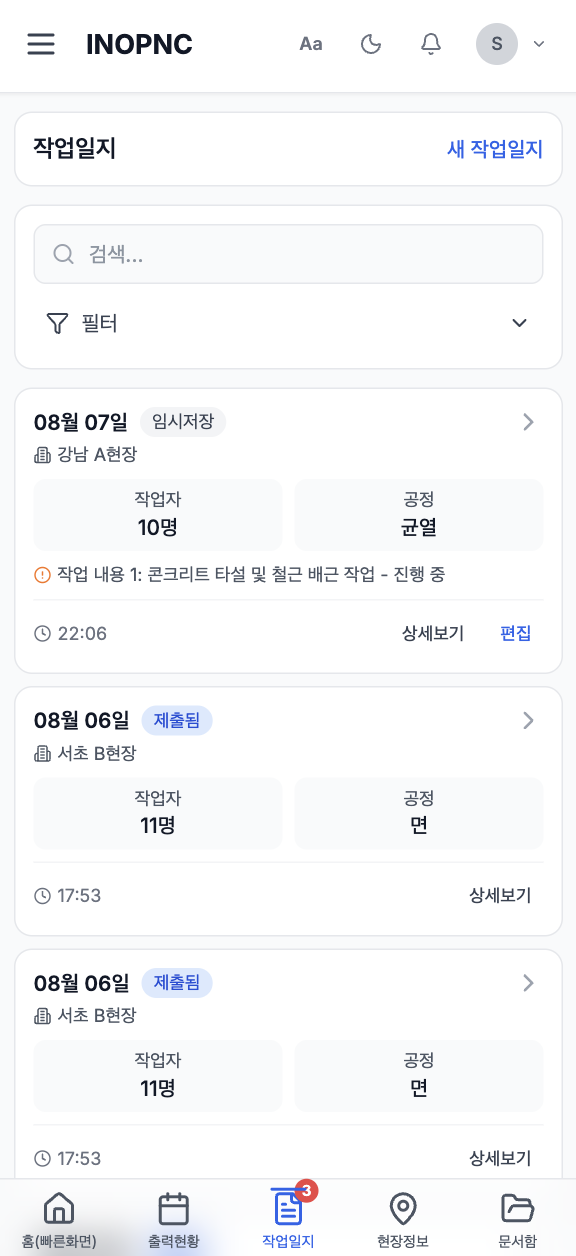 INOPNC
Aa
S
작업일지
새 작업일지
검색...
필터
08월 07일 임시저장
강남 A현장
작업자
10명
공정
균열
작업 내용 1: 콘크리트 타설 및 철근 배근 작업 - 진행 중
22:06
상세보기
편집
08월 06일 제출됨
서초 B현장
작업자
11명
공정
면
17:53
상세보기
08월 06일 제출됨
서초 B현장
작업자
11명
공정
면
17:53
상세보기
3
홈(빠른화면)
출력현황
작업일지
현장정보
문서함